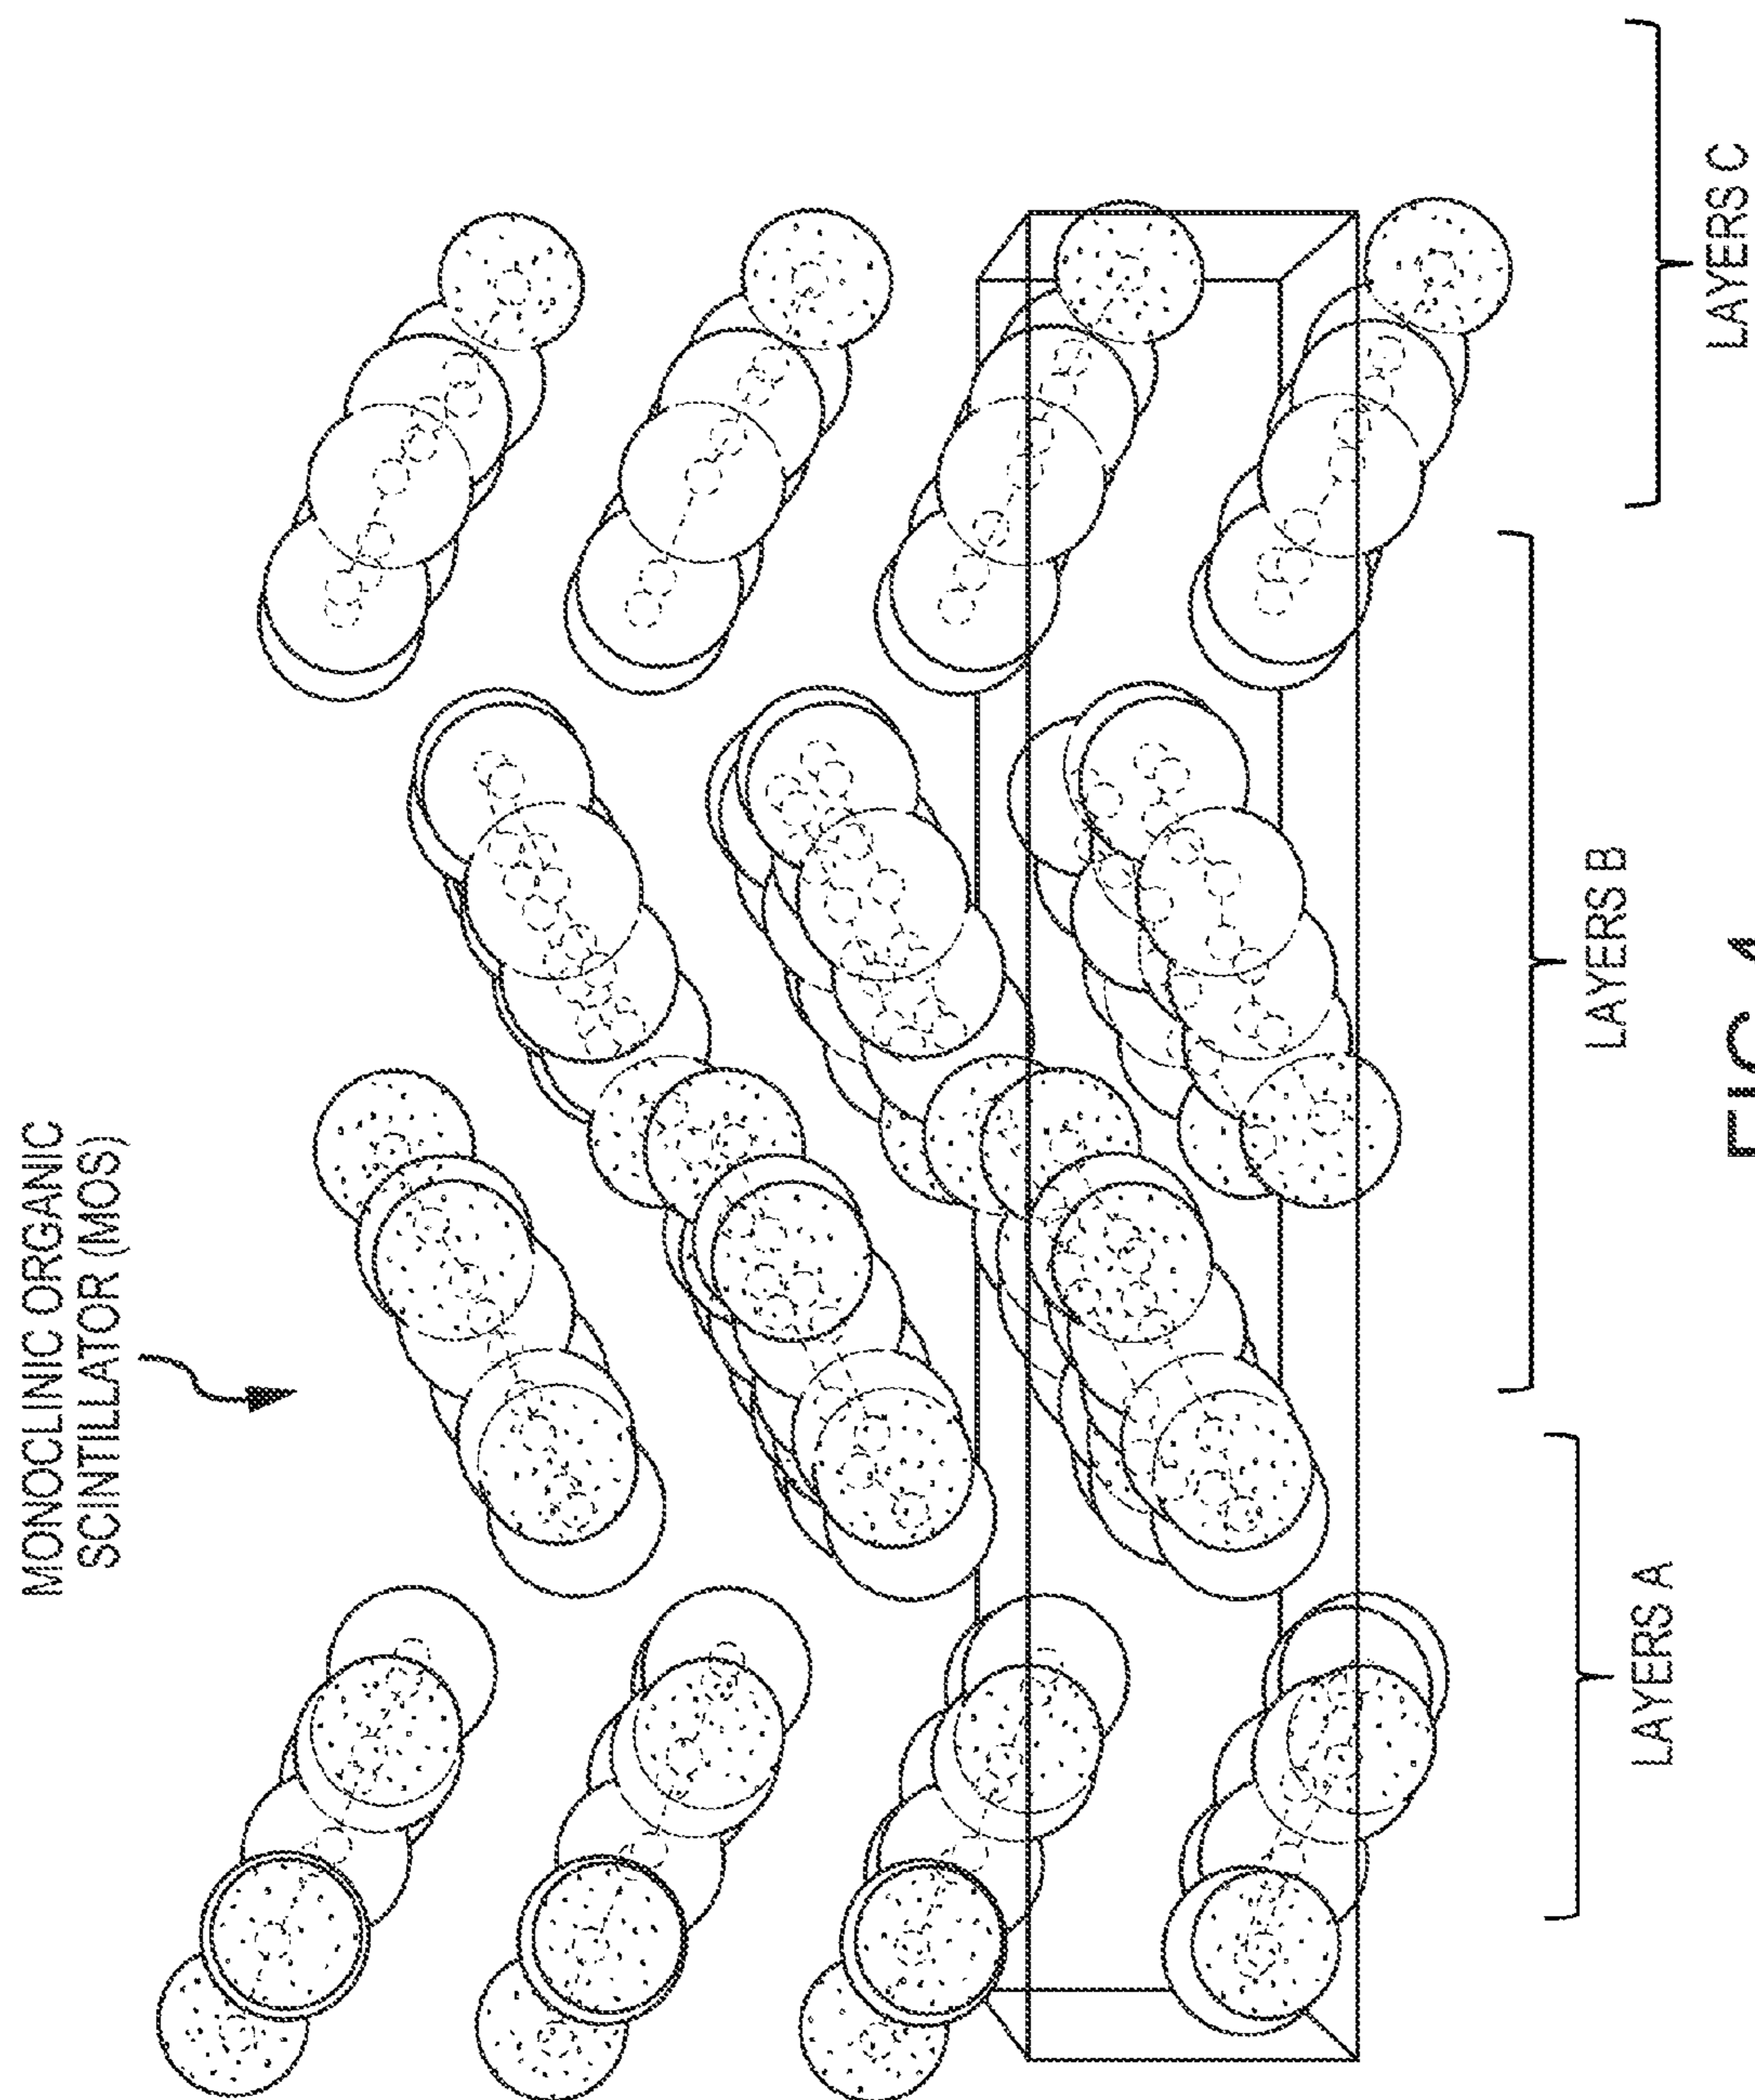 MONOCLINIC ORGANIC
SCINTILLATOR (MOS)
LAYERS A
LAYERS B
LAYERS C